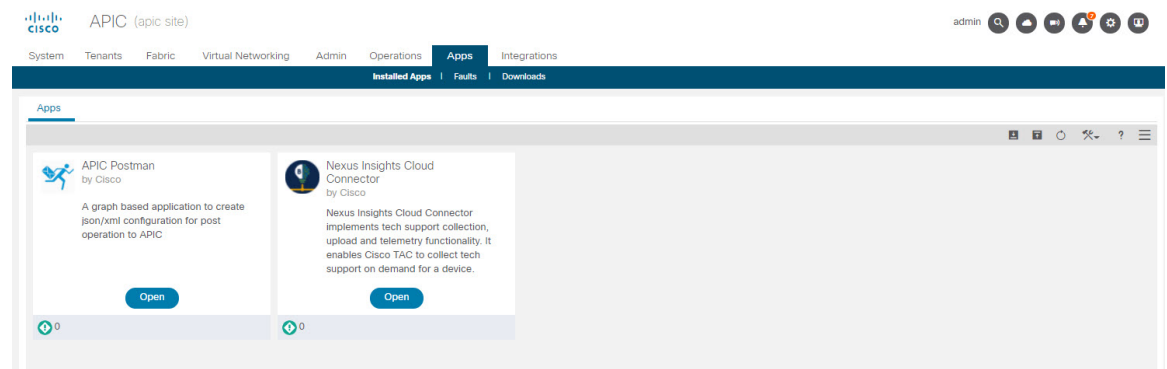 CISCO
APIC (apic site)
admin
7
System Tenants Fabric Virtual Networking Admin Operations Apps Integrations
Installed Apps | Faults | Downloads
Apps
?
APIC Postman
by Cisco
A graph based application to create
json/xml configuration for post
operation to APIC
Open
0
Nexus Insights Cloud
Connector
by Cisco
Nexus Insights Cloud Connector
implements tech support collection,
upload and telemetry functionality. It
enables Cisco TAC to collect tech
support on demand for a device.
Open
0